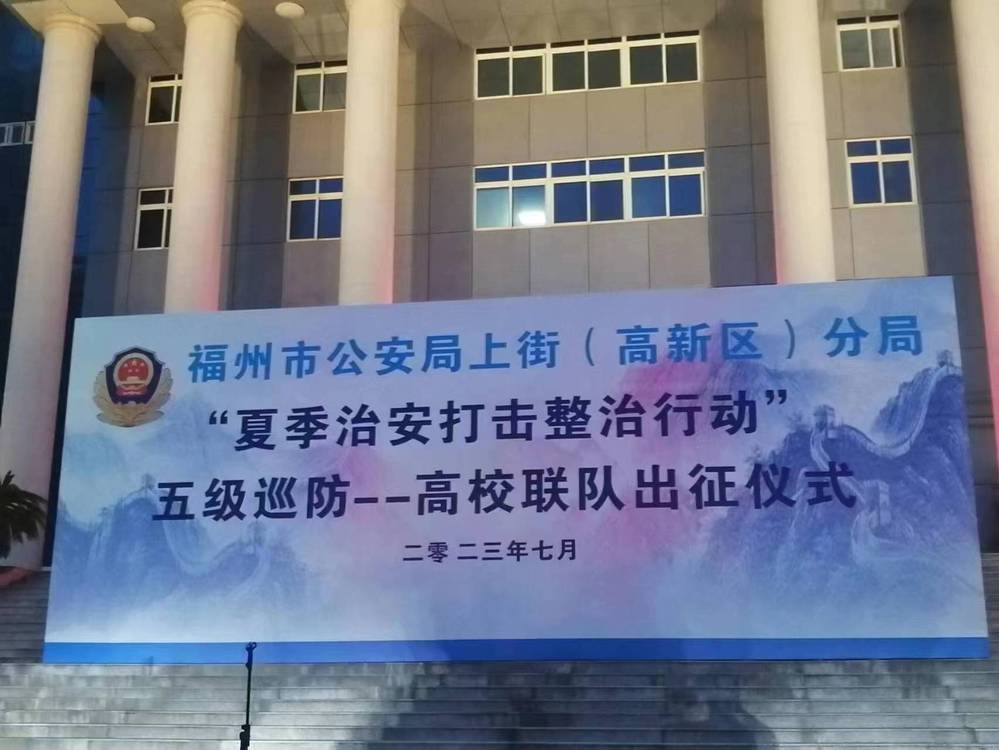 福州市公安局上街（高新区）分局
“夏季治安打击整治行动”
五级巡防--高校联队出征仪式
二零二三年七月